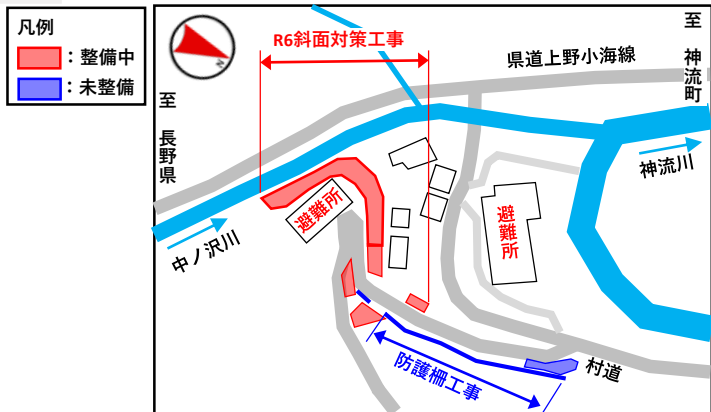 凡例
：整備中
：未整備
R6斜面対策工事
N
県道上野小海線
至 神流町
至 長野県
避難所
避難所
神流川
中ノ沢川
防護柵工事
村道